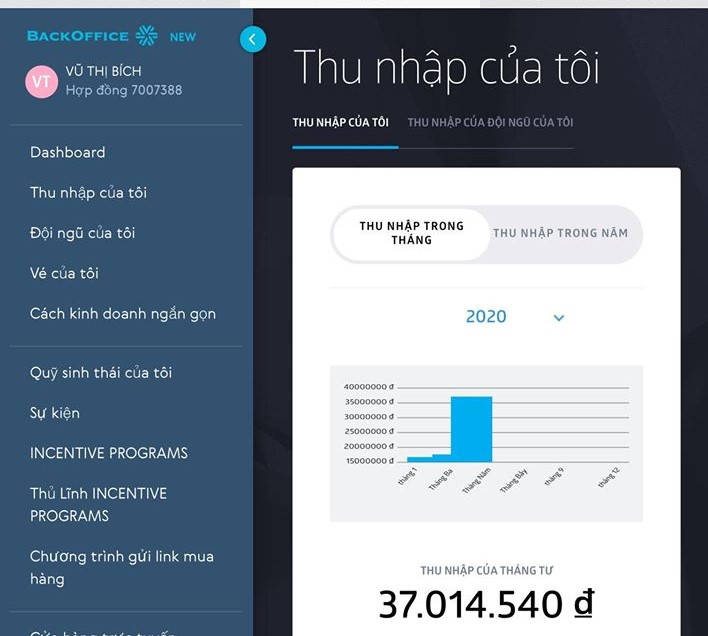 BACKOFFICE NEW
VT
VŨ THỊ BÍCH
Hợp đồng 7007388
Dashboard
Thu nhập của tôi
Đội ngũ của tôi
Vé của tôi
Cách kinh doanh ngắn gọn
Quỹ sinh thái của tôi
Sự kiện
INCENTIVE PROGRAMS
Thủ Lĩnh INCENTIVE
PROGRAMS
Chương trình gửi link mua
hàng
Cửa hàng trực tuyến
Thu nhập của tôi
THU NHẬP CỦA TÔI THU NHẬP CỦA ĐỘI NGŨ CỦA TÔI
THU NHẬP TRONG
THÁNG
THU NHẬP TRONG NĂM
2020
40000000 đ
35000000 đ
30000000 đ
25000000 đ
20000000 đ
15000000 đ
tháng 1
Tháng Ba
Tháng Năm
Tháng Bảy
tháng 9
tháng 12
THU NHẬP CỦA THÁNG TƯ
37.014.540 đ